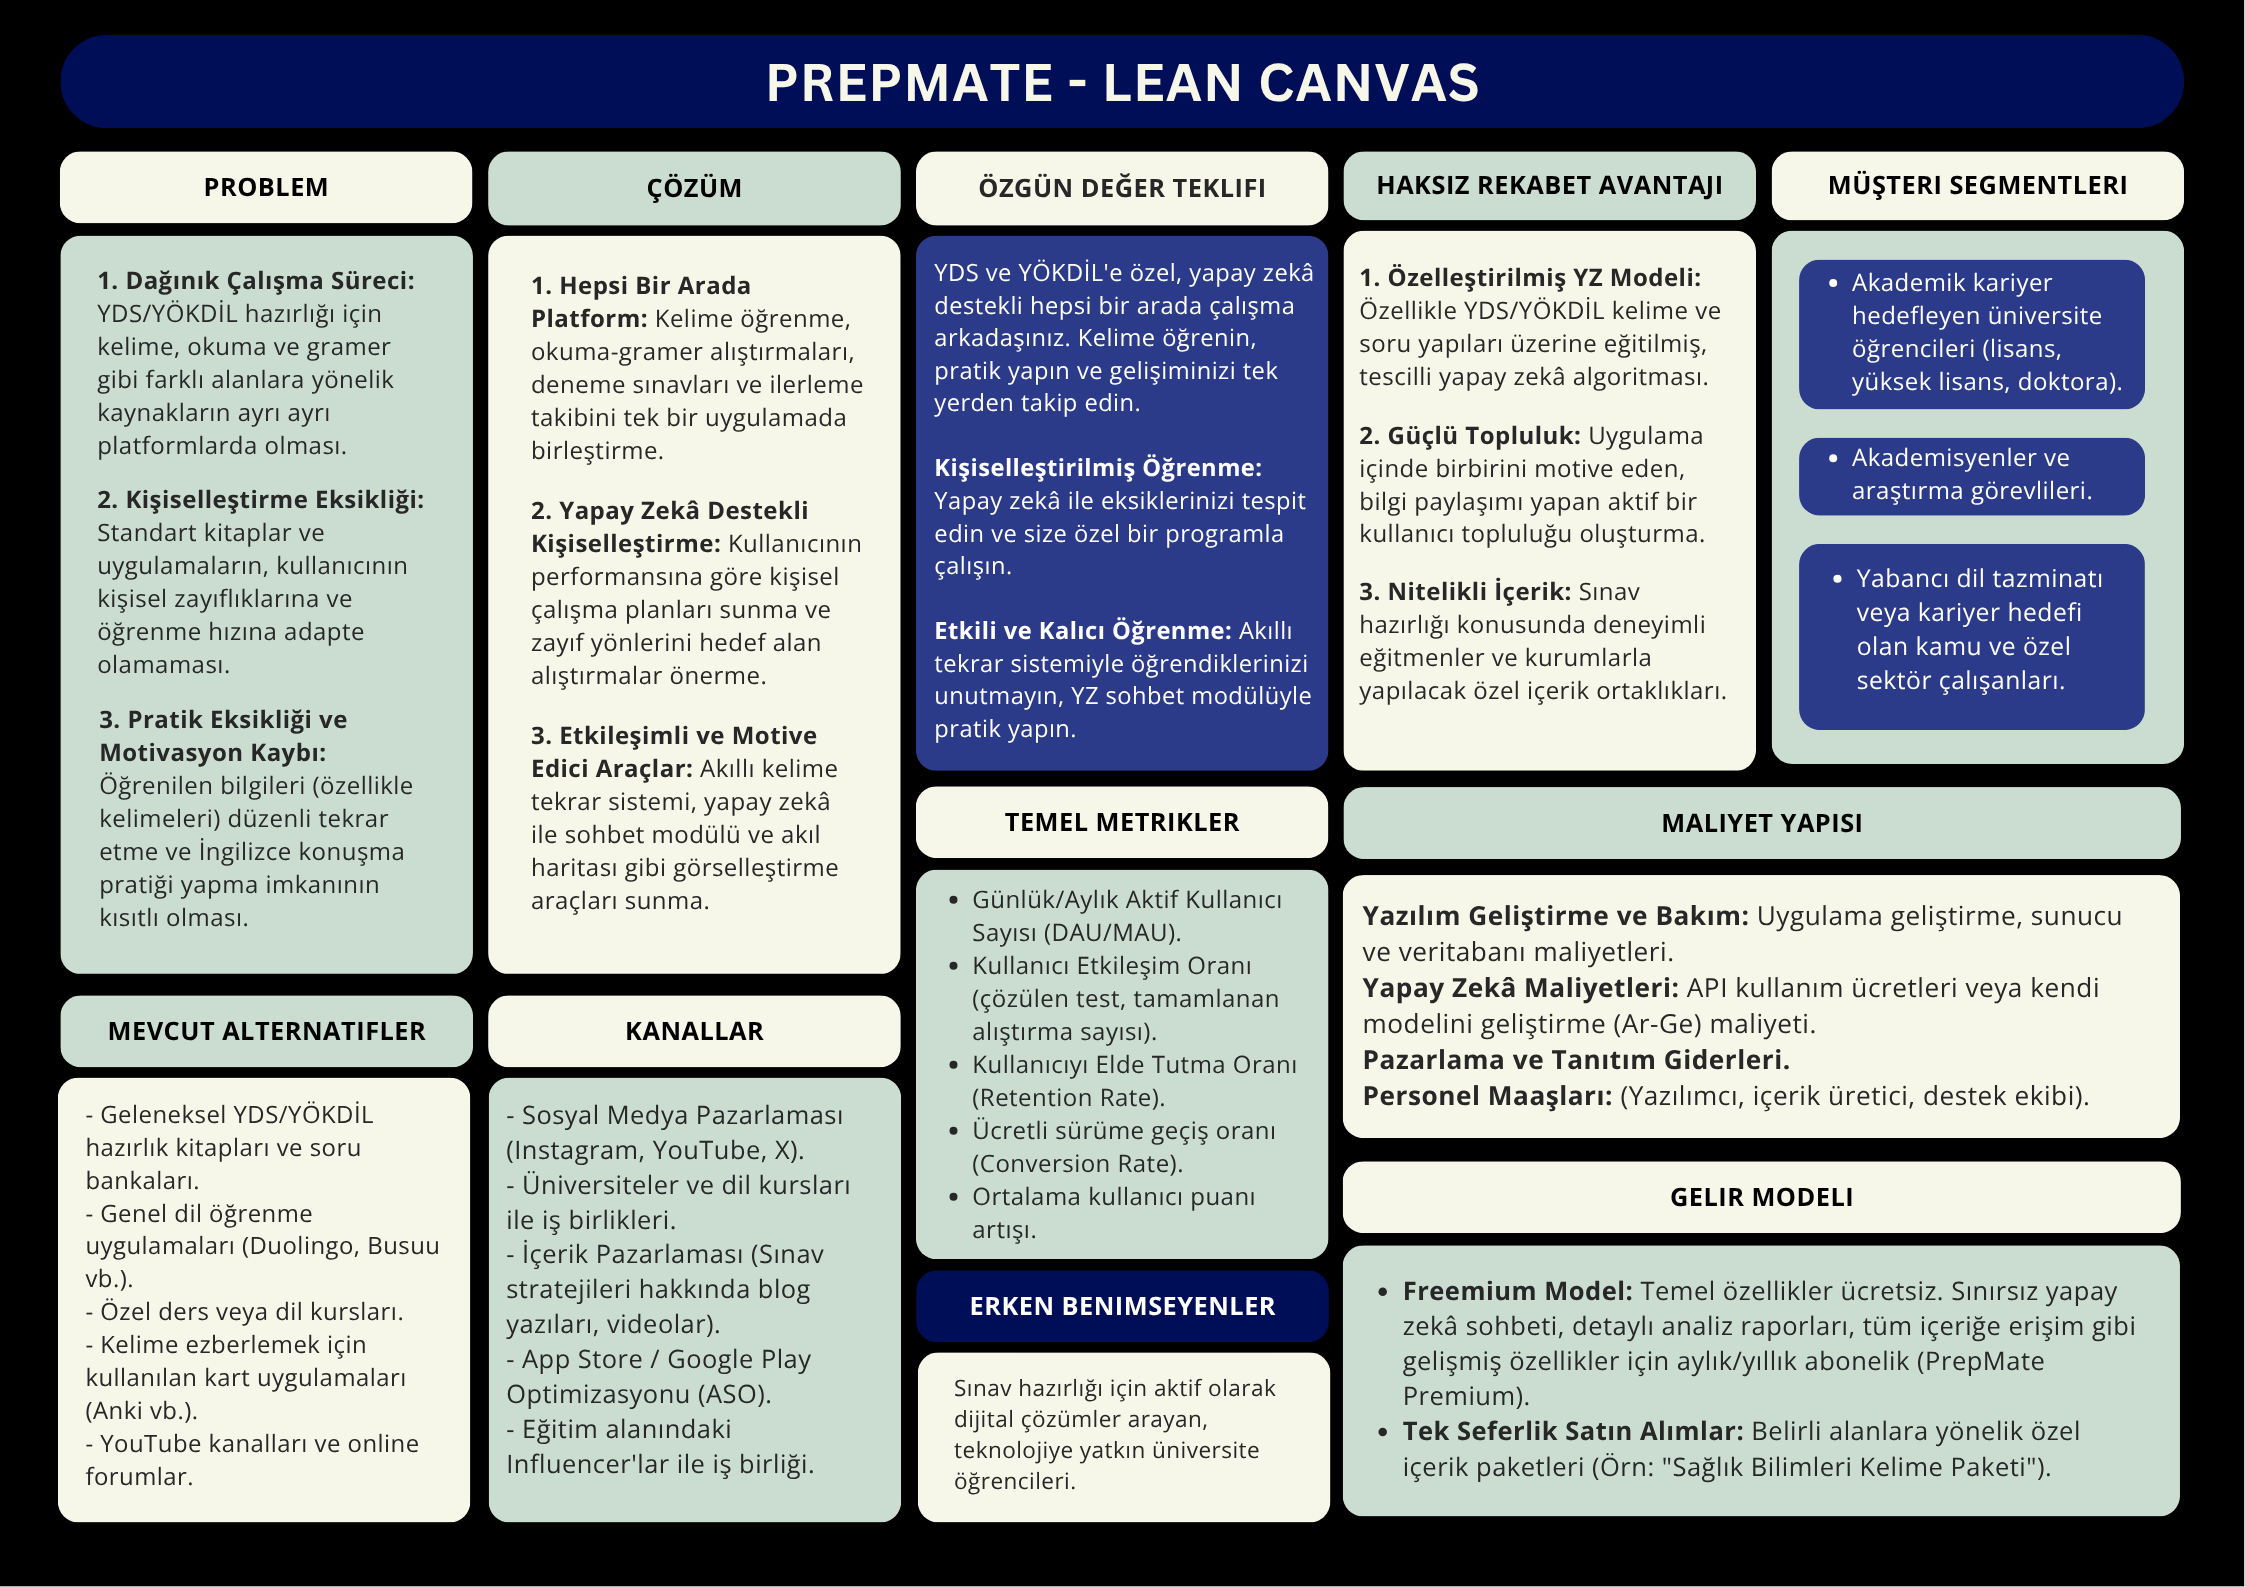 PREPMATE - LEAN CANVAS
PROBLEM
1. Dağınık Çalışma Süreci:
YDS/YÖKDİL hazırlığı için
kelime, okuma ve gramer
gibi farklı alanlara yönelik
kaynakların ayrı ayrı
platformlarda olması.
2. Kişiselleştirme Eksikliği:
Standart kitaplar ve
uygulamaların, kullanıcının
kişisel zayıflıklarına ve
öğrenme hızına adapte
olamaması.
3. Pratik Eksikliği ve
Motivasyon Kaybı:
Öğrenilen bilgileri (özellikle
kelimeleri) düzenli tekrar
etme ve İngilizce konuşma
pratiği yapma imkanının
kısıtlı olması.
ÇÖZÜM
1. Hepsi Bir Arada
Platform: Kelime öğrenme,
okuma-gramer alıştırmaları,
deneme sınavları ve ilerleme
takibini tek bir uygulamada
birleştirme.
2. Yapay Zekâ Destekli
Kişiselleştirme: Kullanıcının
performansına göre kişisel
çalışma planları sunma ve
zayıf yönlerini hedef alan
alıştırmalar önerme.
3. Etkileşimli ve Motive
Edici Araçlar: Akıllı kelime
tekrar sistemi, yapay zekâ
ile sohbet modülü ve akıl
haritası gibi görselleştirme
araçları sunma.
ÖZGÜN DEĞER TEKLIFI
YDS ve YÖKDİL'e özel, yapay zekâ
destekli hepsi bir arada çalışma
arkadaşınız. Kelime öğrenin,
pratik yapın ve gelişiminizi tek
yerden takip edin.
Kişiselleştirilmiş Öğrenme:
Yapay zekâ ile eksiklerinizi tespit
edin ve size özel bir programla
çalışın.
Etkili ve Kalıcı Öğrenme: Akıllı
tekrar sistemiyle öğrendiklerinizi
unutmayın, YZ sohbet modülüyle
pratik yapın.
HAKSIZ REKABET AVANTAJI
1. Özelleştirilmiş YZ Modeli:
Özellikle YDS/YÖKDİL kelime ve
soru yapıları üzerine eğitilmiş,
tescilli yapay zekâ algoritması.
2. Güçlü Topluluk: Uygulama
içinde birbirini motive eden,
bilgi paylaşımı yapan aktif bir
kullanıcı topluluğu oluşturma.
3. Nitelikli İçerik: Sınav
hazırlığı konusunda deneyimli
eğitmenler ve kurumlarla
yapılacak özel içerik ortaklıkları.
MÜŞTERI SEGMENTLERI
• Akademik kariyer
hedefleyen üniversite
öğrencileri (lisans,
yüksek lisans, doktora).
• Akademisyenler ve
araştırma görevlileri.
• Yabancı dil tazminatı
veya kariyer hedefi
olan kamu ve özel
sektör çalışanları.
MEVCUT ALTERNATIFLER
- Geleneksel YDS/YÖKDİL
hazırlık kitapları ve soru
bankaları.
- Genel dil öğrenme
uygulamaları (Duolingo, Busuu
vb.).
- Özel ders veya dil kursları.
- Kelime ezberlemek için
kullanılan kart uygulamaları
(Anki vb.).
- YouTube kanalları ve online
forumlar.
KANALLAR
- Sosyal Medya Pazarlaması
(Instagram, YouTube, X).
- Üniversiteler ve dil kursları
ile iş birlikleri.
- İçerik Pazarlaması (Sınav
stratejileri hakkında blog
yazıları, videolar).
- App Store / Google Play
Optimizasyonu (ASO).
- Eğitim alanındaki
Influencer'lar ile iş birliği.
TEMEL METRIKLER
• Günlük/Aylık Aktif Kullanıcı
Sayısı (DAU/MAU).
• Kullanıcı Etkileşim Oranı
(çözülen test, tamamlanan
alıştırma sayısı).
• Kullanıcıyı Elde Tutma Oranı
(Retention Rate).
• Ücretli sürüme geçiş oranı
(Conversion Rate).
• Ortalama kullanıcı puanı
artışı.
ERKEN BENIMSEYENLER
Sınav hazırlığı için aktif olarak
dijital çözümler arayan,
teknolojiye yatkın üniversite
öğrencileri.
MALIYET YAPISI
Yazılım Geliştirme ve Bakım: Uygulama geliştirme, sunucu
ve veritabanı maliyetleri.
Yapay Zekâ Maliyetleri: API kullanım ücretleri veya kendi
modelini geliştirme (Ar-Ge) maliyeti.
Pazarlama ve Tanıtım Giderleri.
Personel Maaşları: (Yazılımcı, içerik üretici, destek ekibi).
GELIR MODELI
• Freemium Model: Temel özellikler ücretsiz. Sınırsız yapay
zekâ sohbeti, detaylı analiz raporları, tüm içeriğe erişim gibi
gelişmiş özellikler için aylık/yıllık abonelik (PrepMate
Premium).
• Tek Seferlik Satın Alımlar: Belirli alanlara yönelik özel
içerik paketleri (Örn: "Sağlık Bilimleri Kelime Paketi").